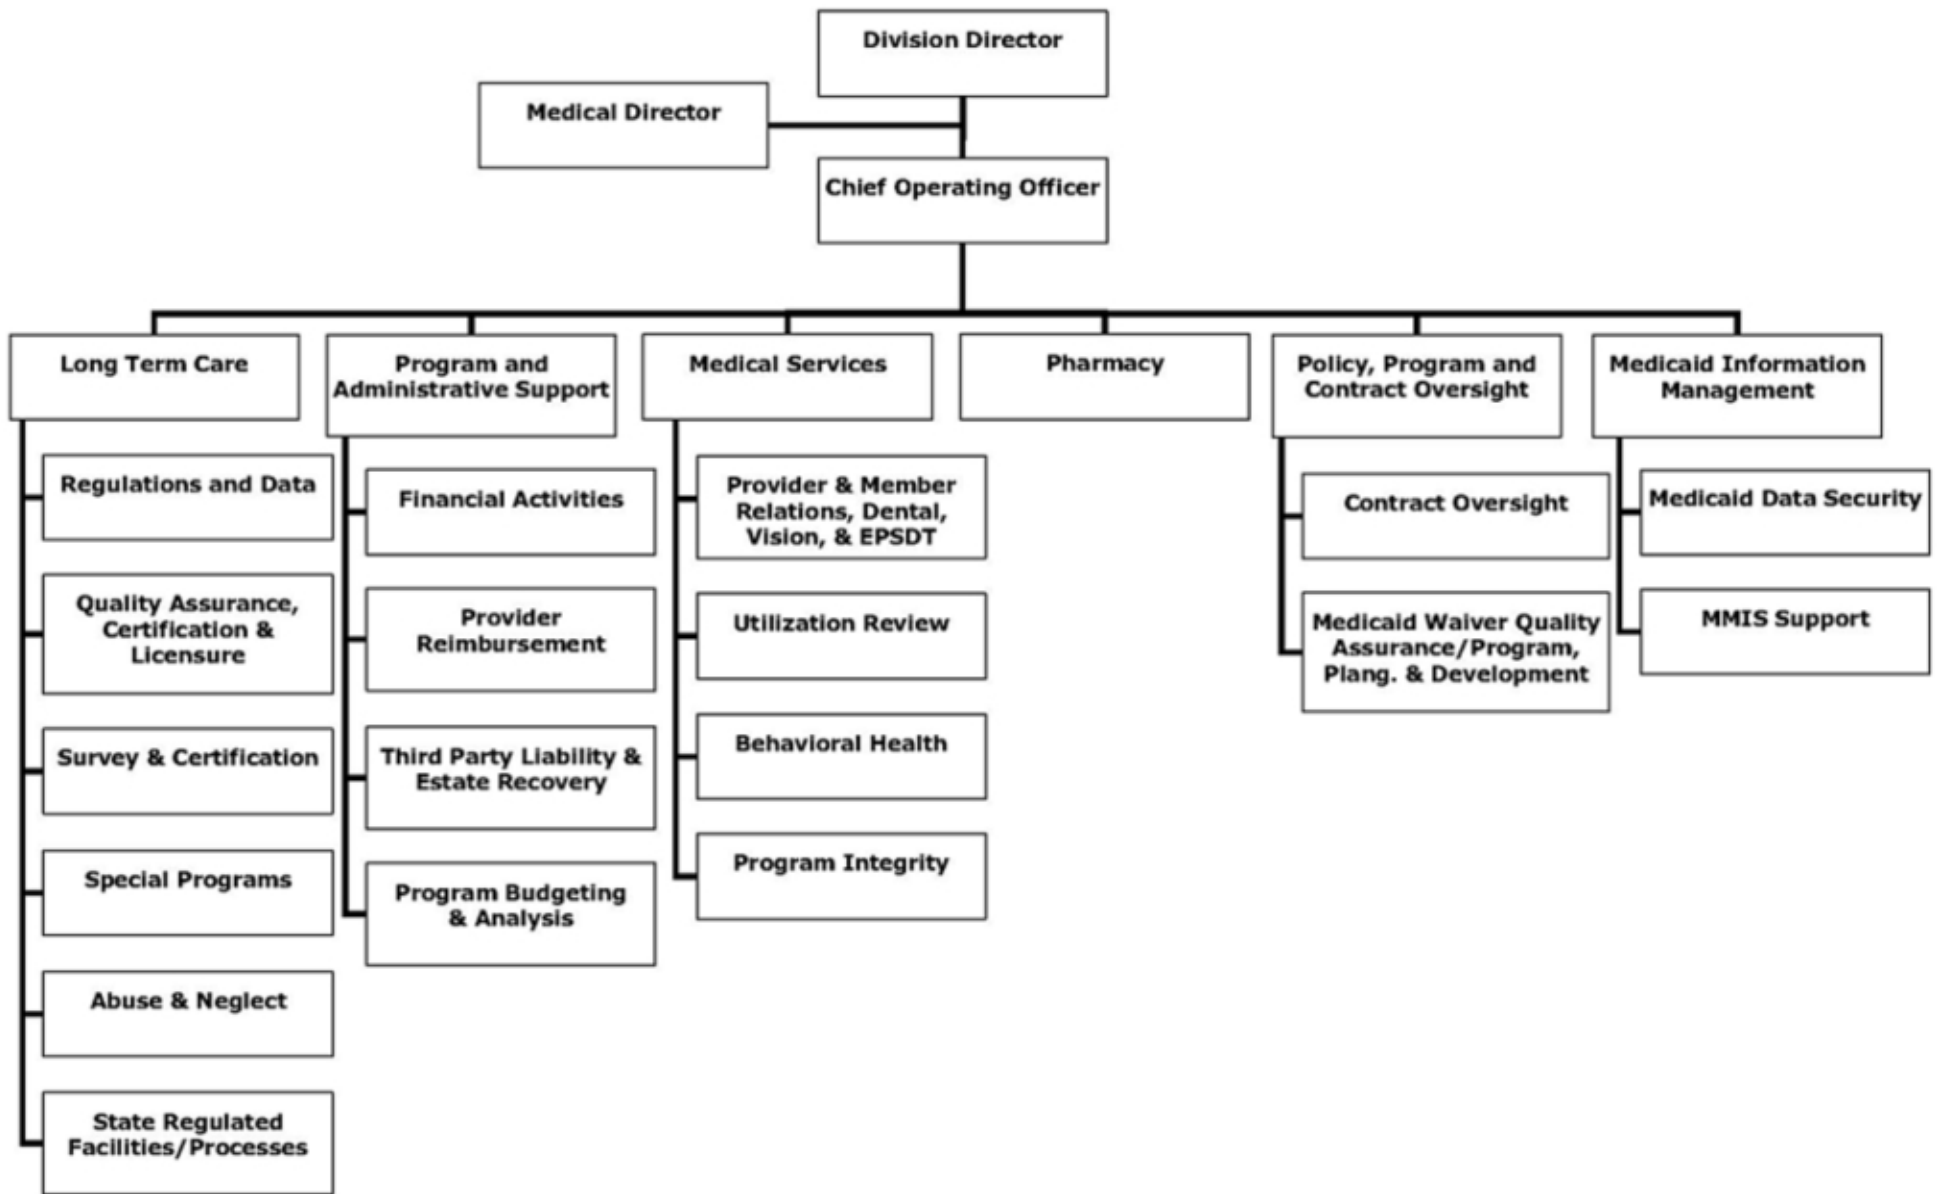 Division Director
Medical Director
Chief Operating Officer
Long Term Care
Program and
Administrative Support
Medical Services
Pharmacy
Policy, Program and
Contract Oversight
Medicaid Information
Management
Regulations and Data
Quality Assurance,
Certification &
Licensure
Survey & Certification
Special Programs
Abuse & Neglect
State Regulated
Facilities/Processes
Financial Activities
Provider
Reimbursement
Third Party Liability &
Estate Recovery
Program Budgeting
& Analysis
Provider & Member
Relations, Dental,
Vision, & EPSDT
Utilization Review
Behavioral Health
Program Integrity
Contract Oversight
Medicaid Waiver Quality
Assurance/Program,
Plang. & Development
Medicaid Data Security
MMIS Support